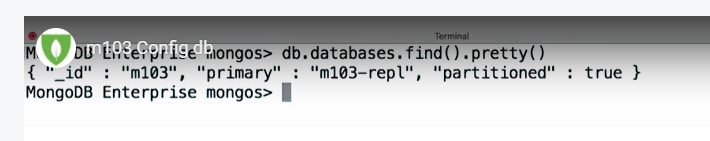 Terminal
m103 Config.db
MongoDB Enterprise mongos> db.databases.find().pretty()
{ "_id" : "m103", "primary" : "m103-repl", "partitioned" : true }
MongoDB Enterprise mongos>